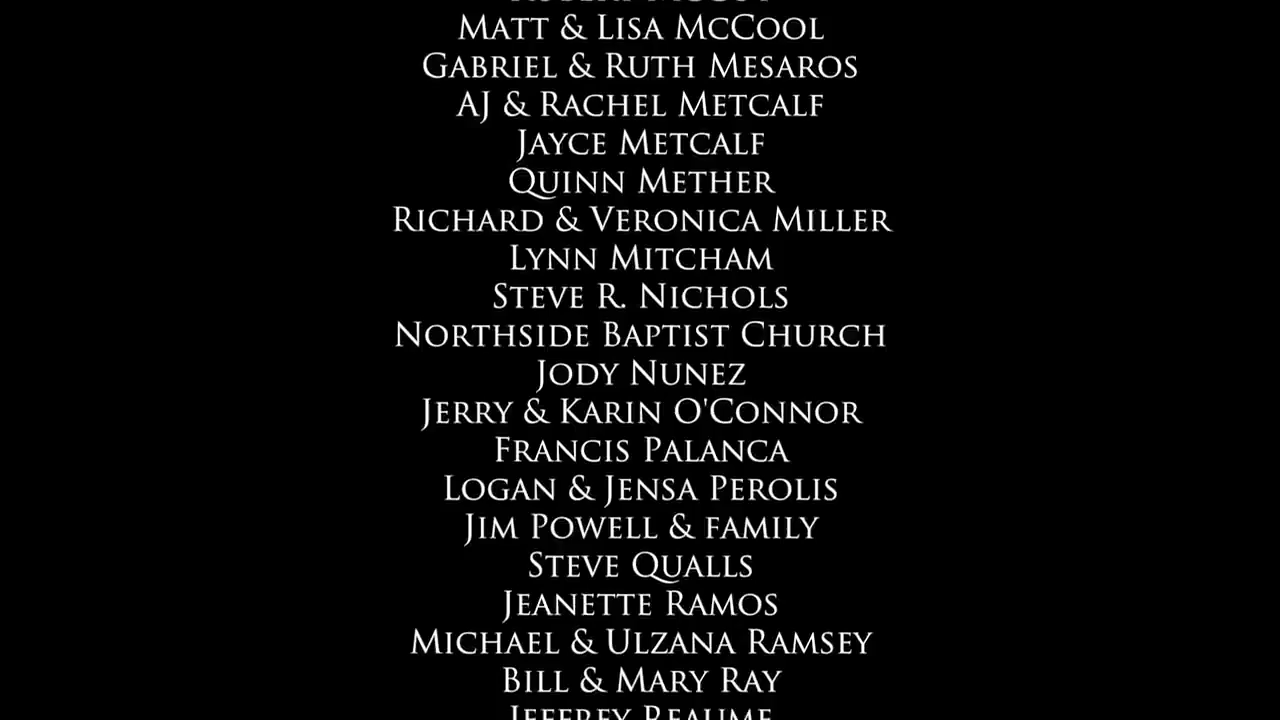 Matt & Lisa McCool
Gabriel & Ruth Mesaros
AJ & Rachel Metcalf
Jayce Metcalf
Quinn Mether
Richard & Veronica Miller
Lynn Mitcham
Steve R. Nichols
Northside Baptist Church
Jody Nunez
Jerry & Karin O'Connor
Francis Palanca
Logan & Jensa Perolis
Jim Powell & family
Steve Qualls
Jeanette Ramos
Michael & Ulzana Ramsey
Bill & Mary Ray
Jeffrey Reaume